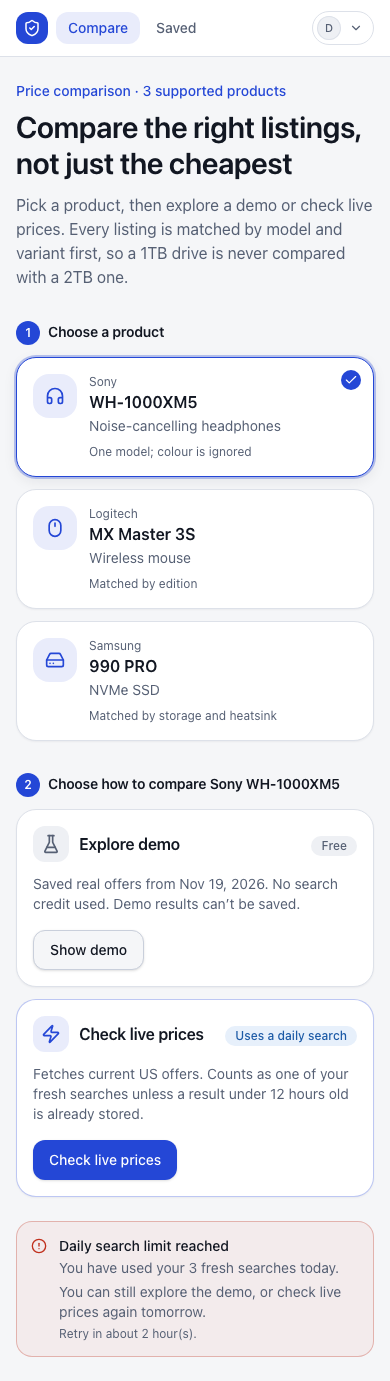 Compare
Saved
D
Price comparison · 3 supported products
Compare the right listings,
not just the cheapest
Pick a product, then explore a demo or check live
prices. Every listing is matched by model and
variant first, so a 1TB drive is never compared
with a 2TB one.
1 Choose a product
Sony
WH-1000XM5
Noise-cancelling headphones
One model; colour is ignored
Logitech
MX Master 3S
Wireless mouse
Matched by edition
Samsung
990 PRO
NVMe SSD
Matched by storage and heatsink
2 Choose how to compare Sony WH-1000XM5
Explore demo
Free
Saved real offers from Nov 19, 2026. No search
credit used. Demo results can’t be saved.
Show demo
Check live prices
Uses a daily search
Fetches current US offers. Counts as one of your
fresh searches unless a result under 12 hours old
is already stored.
Check live prices
Daily search limit reached
You have used your 3 fresh searches today.
You can still explore the demo, or check live
prices again tomorrow.
Retry in about 2 hour(s).